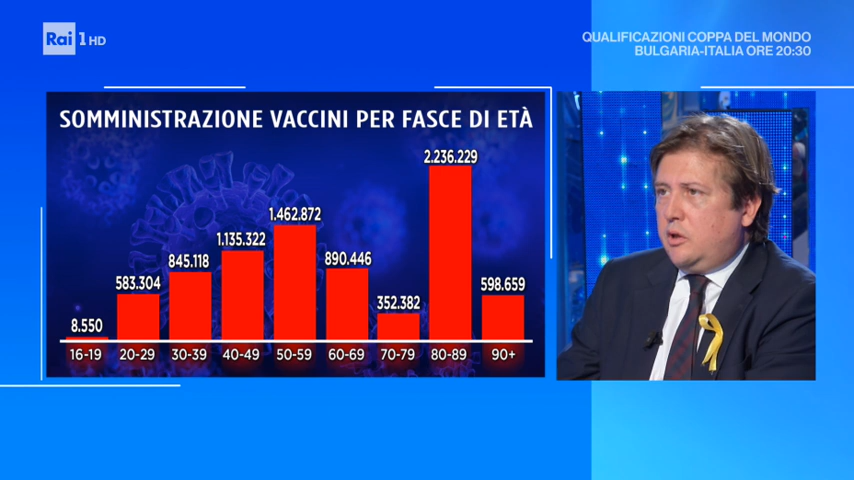 Rai 1 HD
QUALIFICAZIONI COPPA DEL MONDO
BULGARIA-ITALIA ORE 20:30
SOMMINISTRAZIONE VACCINI PER FASCE DI ETÀ
8.550
583.304
845.118
1.135.322
1.462.872
890.446
352.382
2.236.229
598.659
16-19 20-29 30-39 40-49 50-59 60-69 70-79 80-89 90+